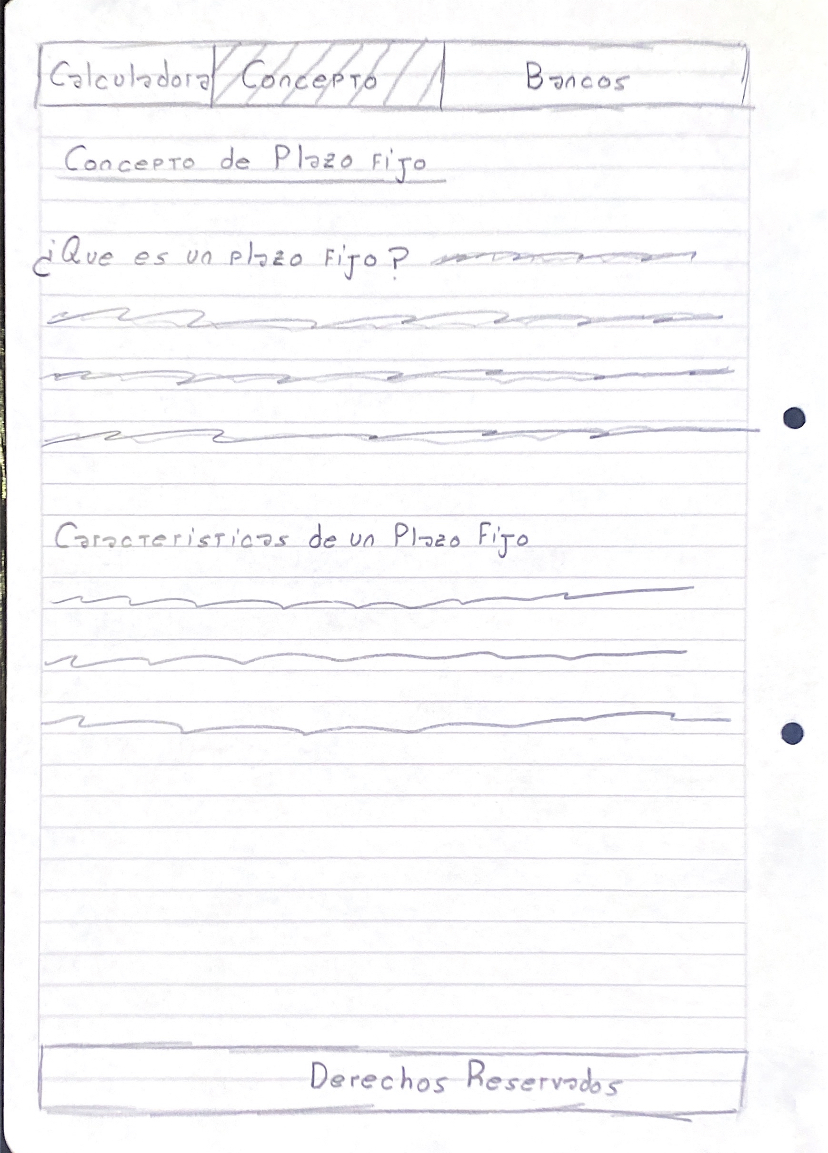 Calculadora Concepto Bancos
Concepto de Plazo Fijo
¿Que es un plazo Fijo?
Caracteristicas de un Plazo Fijo
Derechos Reservados